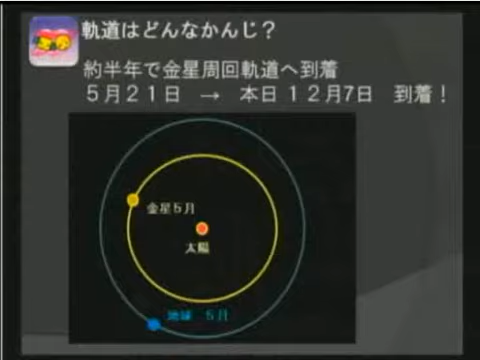 軌道はどんなかんじ？
約半年で金星周回軌道へ到着
５月２１日　→　本日１２月7日　到着！
金星５月
太陽
地球　５月